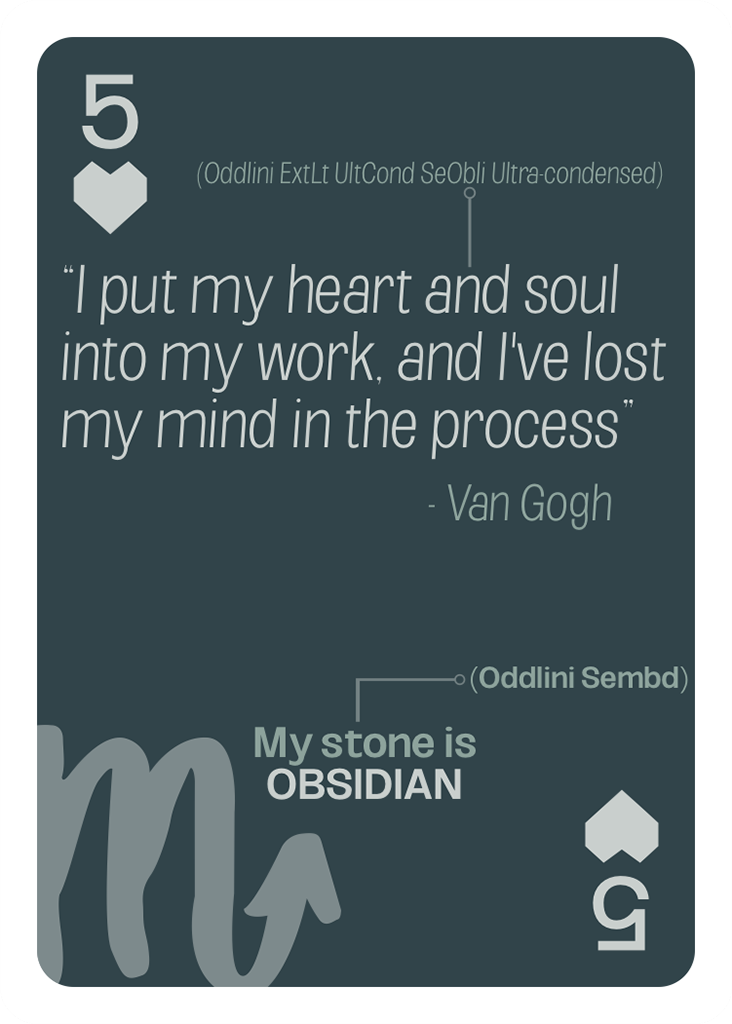 5
(Oddlini ExtLt UltCond SeObli Ultra-condensed)
“I put my heart and soul
into my work, and I've lost
my mind in the process”
- Van Gogh
(Oddlini Sembd)
My stone is
OBSIDIAN
5